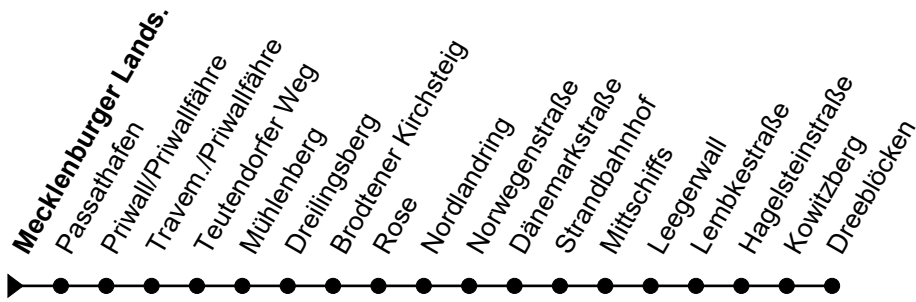 Mecklenburger Lands.
Passathafen
Priwall/Priwallfähre
Travem./Priwallfähre
Teutendorfer Weg
Mühlenberg
Dreilingsberg
Brodtener Kirchsteig
Rose
Nordlandring
Norwegenstraße
Dänemarkstraße
Strandbahnhof
Mittschiffs
Leegerwall
Lembkestraße
Hagelsteinstraße
Kowitzberg
Dreeblöcken